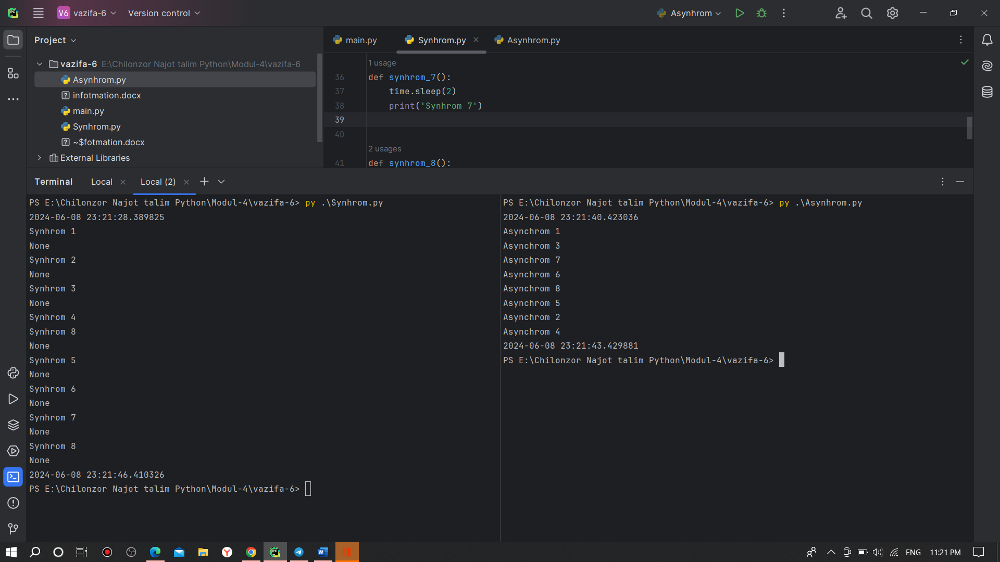 V6 vazifa-6 Version control Asynhrom
Project
vazifa-6 E:\Chilonzor Najot talim Python\Modul-4\vazifa-6
Asynhrom.py
infotmation.docx
main.py
Synhrom.py
~$fotmation.docx
External Libraries
main.py Synhrom.py Asynhrom.py
1 usage
36 def synhrom_7():
37 time.sleep(2)
38 print('Synhrom 7')
39
40
2 usages
41 def synhrom_8():
Terminal Local Local (2)
PS E:\Chilonzor Najot talim Python\Modul-4\vazifa-6> py .\Synhrom.py
2024-06-08 23:21:28.389825
Synhrom 1
None
Synhrom 2
None
Synhrom 3
None
Synhrom 4
Synhrom 8
None
Synhrom 5
None
Synhrom 6
None
Synhrom 7
None
Synhrom 8
None
2024-06-08 23:21:46.410326
PS E:\Chilonzor Najot talim Python\Modul-4\vazifa-6>
PS E:\Chilonzor Najot talim Python\Modul-4\vazifa-6> py .\Asynhrom.py
2024-06-08 23:21:40.423036
Asynchrom 1
Asynchrom 3
Asynchrom 7
Asynchrom 6
Asynchrom 8
Asynchrom 5
Asynchrom 2
Asynchrom 4
2024-06-08 23:21:43.429881
PS E:\Chilonzor Najot talim Python\Modul-4\vazifa-6>
ENG 11:21 PM